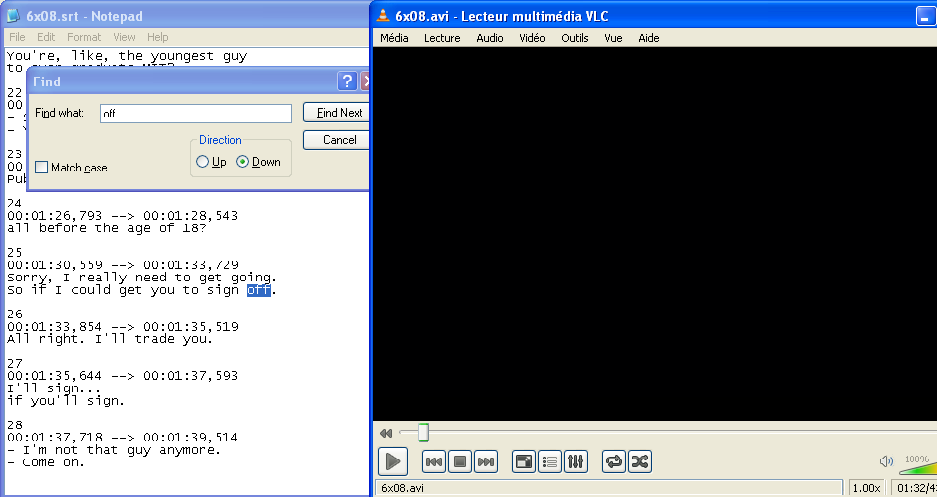 6x08.srt - Notepad
File Edit Format View Help
You're, like, the youngest guy
Find
Find what: off
Find Next
Direction
Cancel
Up Down
Match case
22
00
23
00
24
00:01:26,793 --> 00:01:28,543
all before the age of 18?
25
00:01:30,559 --> 00:01:33,729
Sorry, I really need to get going.
So if I could get you to sign off.
26
00:01:33,854 --> 00:01:35,519
All right. I'll trade you.
27
00:01:35,644 --> 00:01:37,593
I'll sign...
if you'll sign.
28
00:01:37,718 --> 00:01:39,514
- I'm not that guy anymore.
- Come on.
6x08.avi - Lecteur multimédia VLC
Média Lecture Audio Vidéo Outils Vue Aide
100%
6x08.avi 1.00x 01:32/4